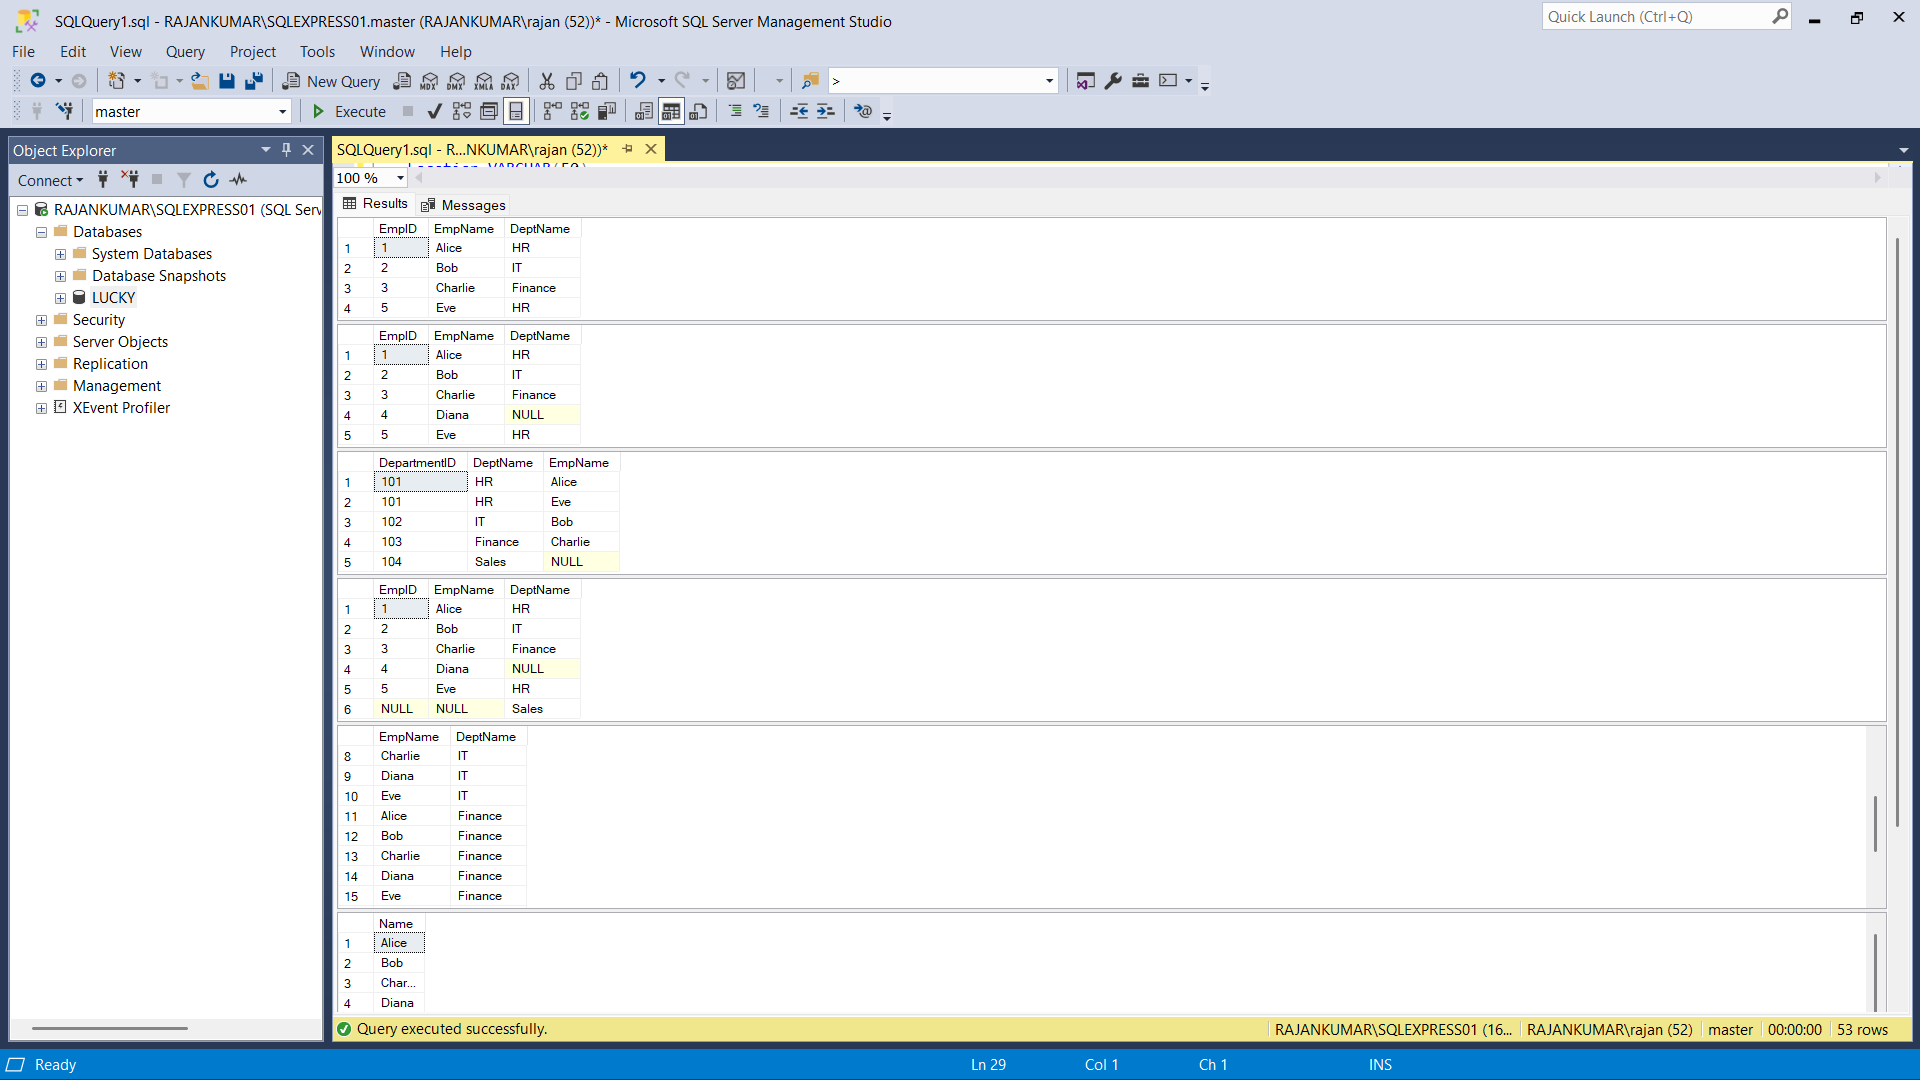 SQLQuery1.sql - RAJANKUMAR\SQLEXPRESS01.master (RAJANKUMAR\rajan (52))* - Microsoft SQL Server Management Studio
Quick Launch (Ctrl+Q)
File Edit View Query Project Tools Window Help
New Query MDX DMX XMLA DAX >
master Execute
Object Explorer
SQLQuery1.sql - R...NKUMAR\rajan (52))*
Connect
100 %
Results Messages
RAJANKUMAR\SQLEXPRESS01 (SQL Serv
Databases
System Databases
Database Snapshots
LUCKY
Security
Server Objects
Replication
Management
XEvent Profiler
EmpID EmpName DeptName
1 1 Alice HR
2 2 Bob IT
3 3 Charlie Finance
4 5 Eve HR
EmpID EmpName DeptName
1 1 Alice HR
2 2 Bob IT
3 3 Charlie Finance
4 4 Diana NULL
5 5 Eve HR
DepartmentID DeptName EmpName
1 101 HR Alice
2 101 HR Eve
3 102 IT Bob
4 103 Finance Charlie
5 104 Sales NULL
EmpID EmpName DeptName
1 1 Alice HR
2 2 Bob IT
3 3 Charlie Finance
4 4 Diana NULL
5 5 Eve HR
6 NULL NULL Sales
EmpName DeptName
8 Charlie IT
9 Diana IT
10 Eve IT
11 Alice Finance
12 Bob Finance
13 Charlie Finance
14 Diana Finance
15 Eve Finance
Name
1 Alice
2 Bob
3 Char...
4 Diana
Query executed successfully. RAJANKUMAR\SQLEXPRESS01 (16... RAJANKUMAR\rajan (52) master 00:00:00 53 rows
Ready Ln 29 Col 1 Ch 1 INS